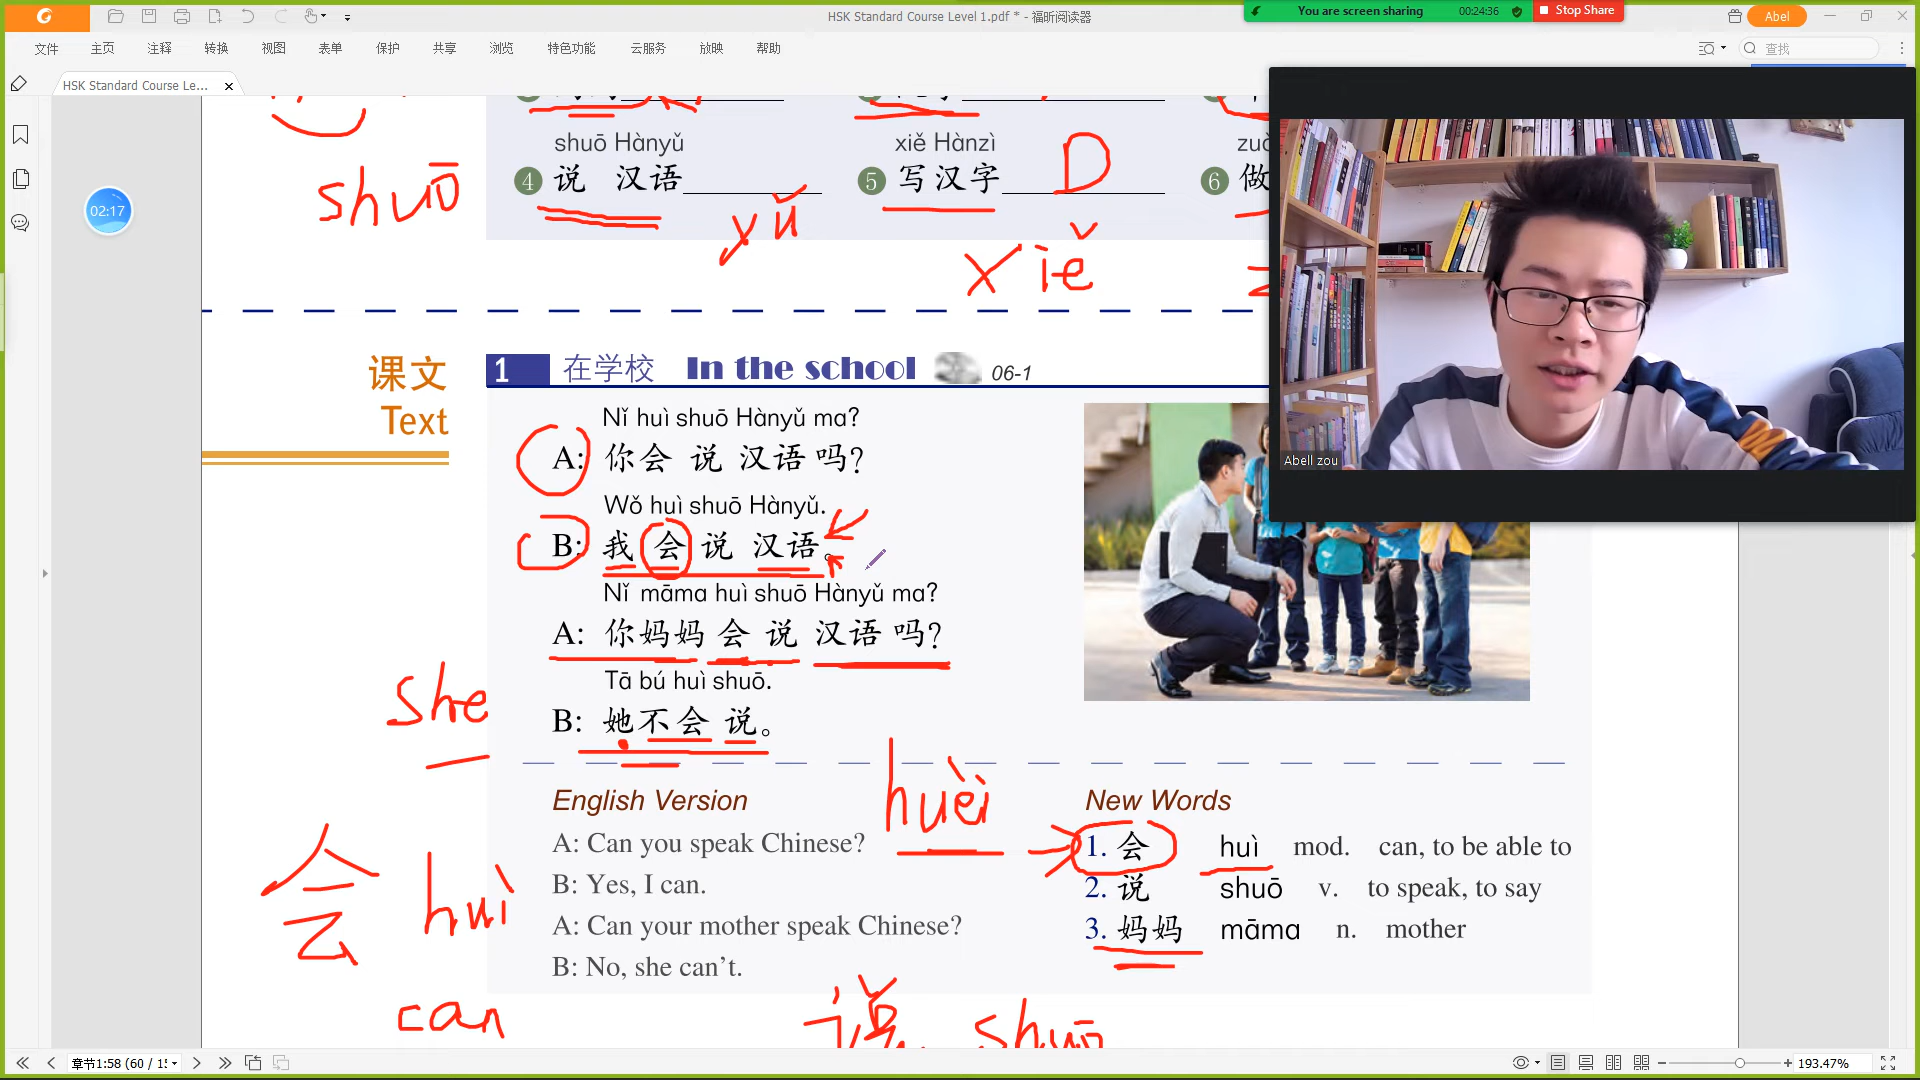 HSK Standard Course Level 1.pdf * - 福昕阅读器
You are screen sharing
00:24:36
Stop Share
Abel
文件 主页 注释 转换 视图 表单 保护 共享 浏览 特色功能 云服务 放映 帮助
查找
HSK Standard Course Le...
02:17
shuō Hànyǔ
xiě Hànzì
4 说 汉语
5 写汉字
D
6 做
shuō
yǔ
xiě
课文
Text
1 在学校 In the school 06-1
Nǐ huì shuō Hànyǔ ma?
A: 你会 说 汉语吗?
Wǒ huì shuō Hànyǔ.
B: 我 会 说 汉语。
Nǐ māma huì shuō Hànyǔ ma?
A: 你妈妈 会 说 汉语 吗?
Tā bú huì shuō.
B: 她不会 说。
she
English Version
A: Can you speak Chinese?
B: Yes, I can.
A: Can your mother speak Chinese?
B: No, she can't.
huèi
New Words
1. 会 huì mod. can, to be able to
2. 说 shuō v. to speak, to say
3. 妈妈 māma n. mother
会 huì
can
说 shuō
Abell zou
章节1:58 (60 / 15
193.47%